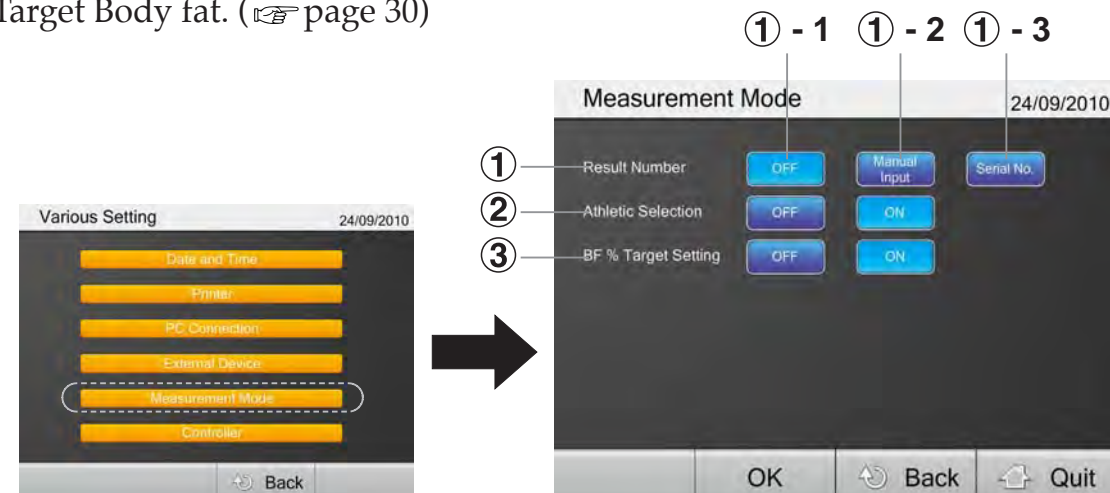 Target Body fat. (☞ page 30)
① - 1 ① - 2 ① - 3
Measurement Mode 24/09/2010
① Result Number OFF Manual Input Serial No.
② Athletic Selection OFF ON
③ BF % Target Setting OFF ON
OK Back Quit
Various Setting 24/09/2010
Date and Time
Printer
PC Connection
External Device
Measurement Mode
Controller
Back